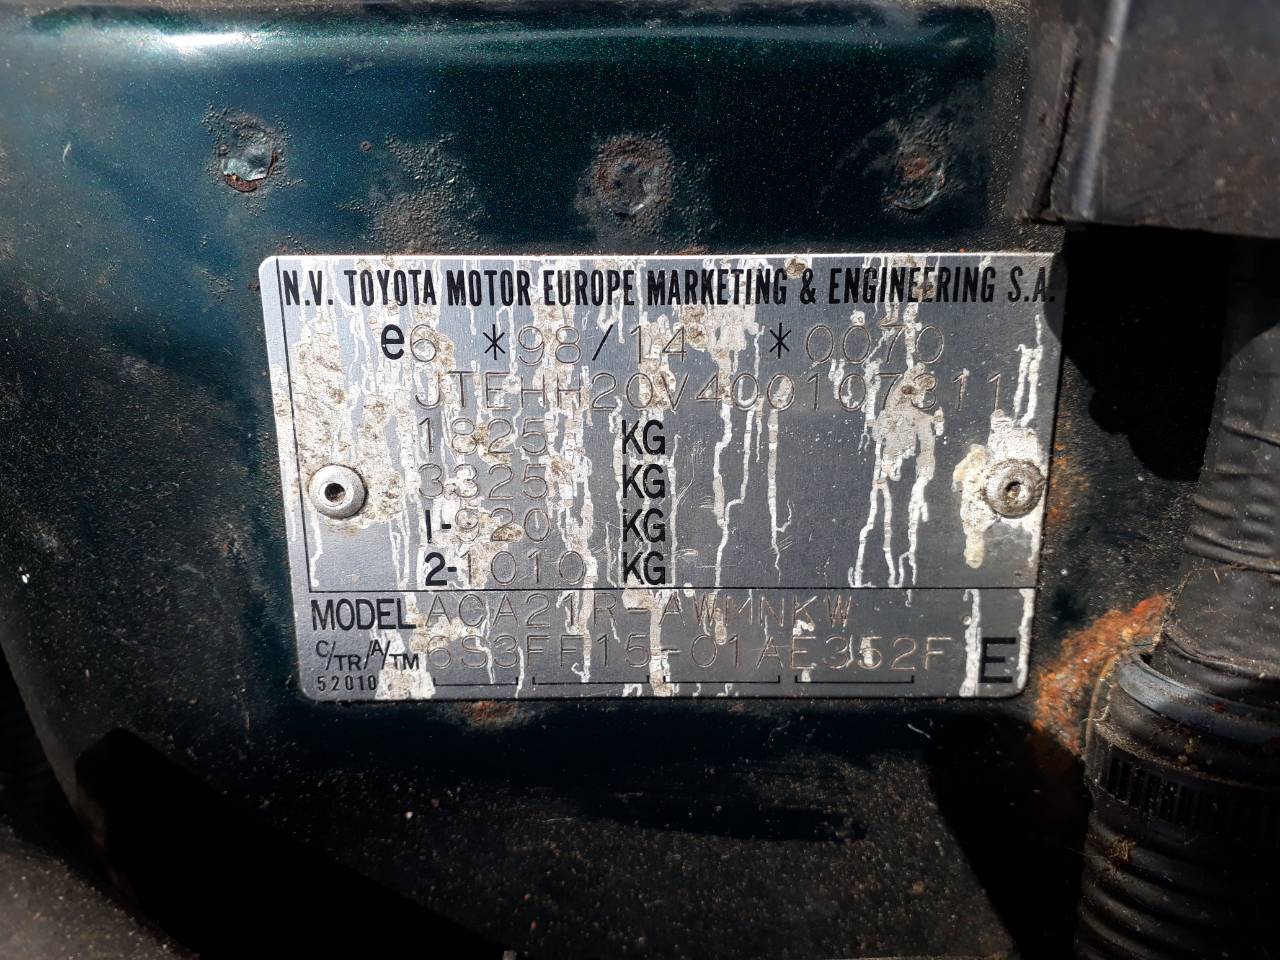 N.V. TOYOTA MOTOR EUROPE MARKETING & ENGINEERING S.A.
e6 *98/14 *0070
JTEHH20V400107311
1825 KG
3325 KG
1-920 KG
2-1010 KG
MODEL ACA21R-AWMNKW
C/TR/A/TM 6S3FF15-01AE352F E
52010